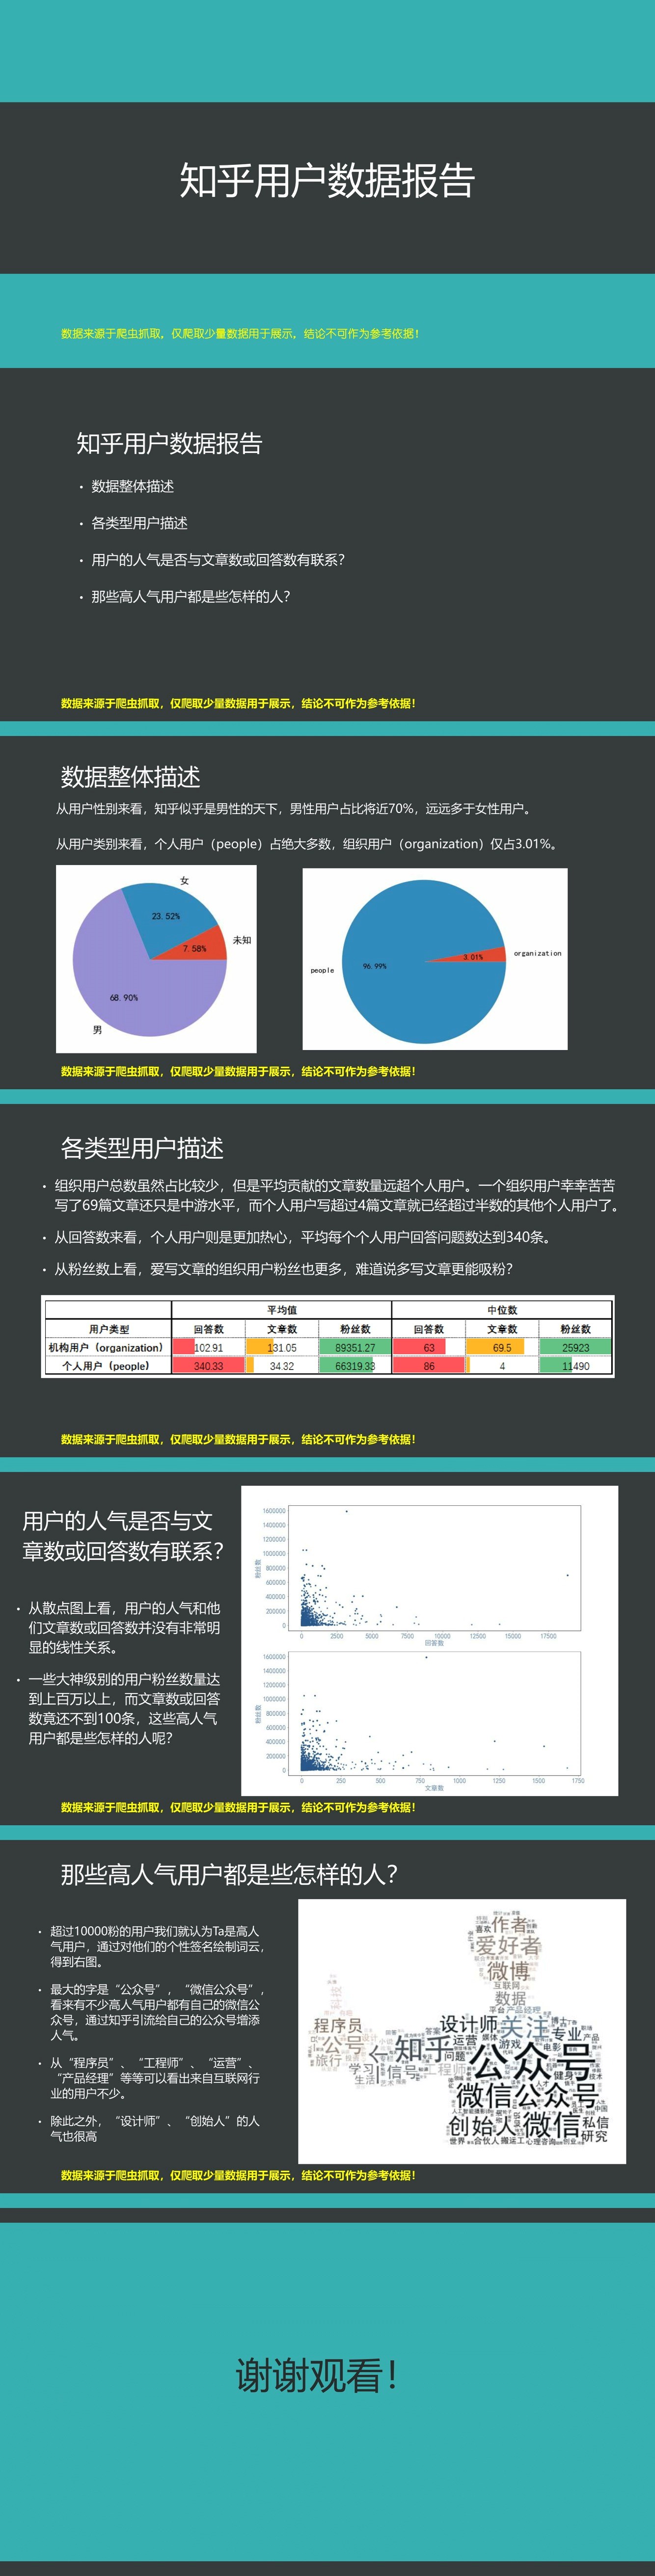 知乎用户数据报告
数据来源于爬虫抓取，仅爬取少量数据用于展示，结论不可作为参考依据！
知乎用户数据报告
• 数据整体描述
• 各类型用户描述
• 用户的人气是否与文章数或回答数有联系？
• 那些高人气用户都是些怎样的人？
数据来源于爬虫抓取，仅爬取少量数据用于展示，结论不可作为参考依据！
数据整体描述
从用户性别来看，知乎似乎是男性的天下，男性用户占比将近70%，远远多于女性用户。
从用户类别来看，个人用户（people）占绝大多数，组织用户（organization）仅占3.01%。
女
23.52%
7.58%
未知
68.90%
男
people
96.99%
3.01%
organization
数据来源于爬虫抓取，仅爬取少量数据用于展示，结论不可作为参考依据！
各类型用户描述
• 组织用户总数虽然占比较少，但是平均贡献的文章数量远超个人用户。一个组织用户幸幸苦苦
写了69篇文章还只是中游水平，而个人用户写超过4篇文章就已经超过半数的其他个人用户了。
• 从回答数来看，个人用户则是更加热心，平均每个个人用户回答问题数达到340条。
• 从粉丝数上看，爱写文章的组织用户粉丝也更多，难道说多写文章更能吸粉？
平均值 中位数
用户类型 回答数 文章数 粉丝数 回答数 文章数 粉丝数
机构用户（organization） 102.91 131.05 89351.27 63 69.5 25923
个人用户（people） 340.33 34.32 66319.33 86 4 11490
数据来源于爬虫抓取，仅爬取少量数据用于展示，结论不可作为参考依据！
用户的人气是否与文
章数或回答数有联系？
• 从散点图上看，用户的人气和他
们文章数或回答数并没有非常明
显的线性关系。
• 一些大神级别的用户粉丝数量达
到上百万以上，而文章数或回答
数竟还不到100条，这些高人气
用户都是些怎样的人呢？
1600000
1400000
1200000
1000000
800000
600000
400000
200000
0
粉丝数
0 2500 5000 7500 10000 12500 15000 17500
回答数
1600000
1400000
1200000
1000000
800000
600000
400000
200000
0
粉丝数
0 250 500 750 1000 1250 1500 1750
文章数
数据来源于爬虫抓取，仅爬取少量数据用于展示，结论不可作为参考依据！
那些高人气用户都是些怎样的人？
• 超过10000粉的用户我们就认为Ta是高人
气用户，通过对他们的个性签名绘制词云，
得到右图。
• 最大的字是“公众号”，“微信公众号”，
看来有不少高人气用户都有自己的微信公
众号，通过知乎引流给自己的公众号增添
人气。
• 从“程序员”、“工程师”、“运营”、
“产品经理”等等可以看出来自互联网行
业的用户不少。
• 除此之外，“设计师”、“创始人”的人
气也很高
作者
喜欢
爱好者
微博
互联网
数据
平台 产品经理
程序员
设计师
关注
博士
公号
知乎
运营
媒体
专业
产品
旅行
学习
信号
问题
游戏
电影
工程师
公众号
生活
健身
技术
微信公众号
创始人
微信
私信
研究
世界
合伙人
搬运工
心理咨询
数据来源于爬虫抓取，仅爬取少量数据用于展示，结论不可作为参考依据！
谢谢观看！